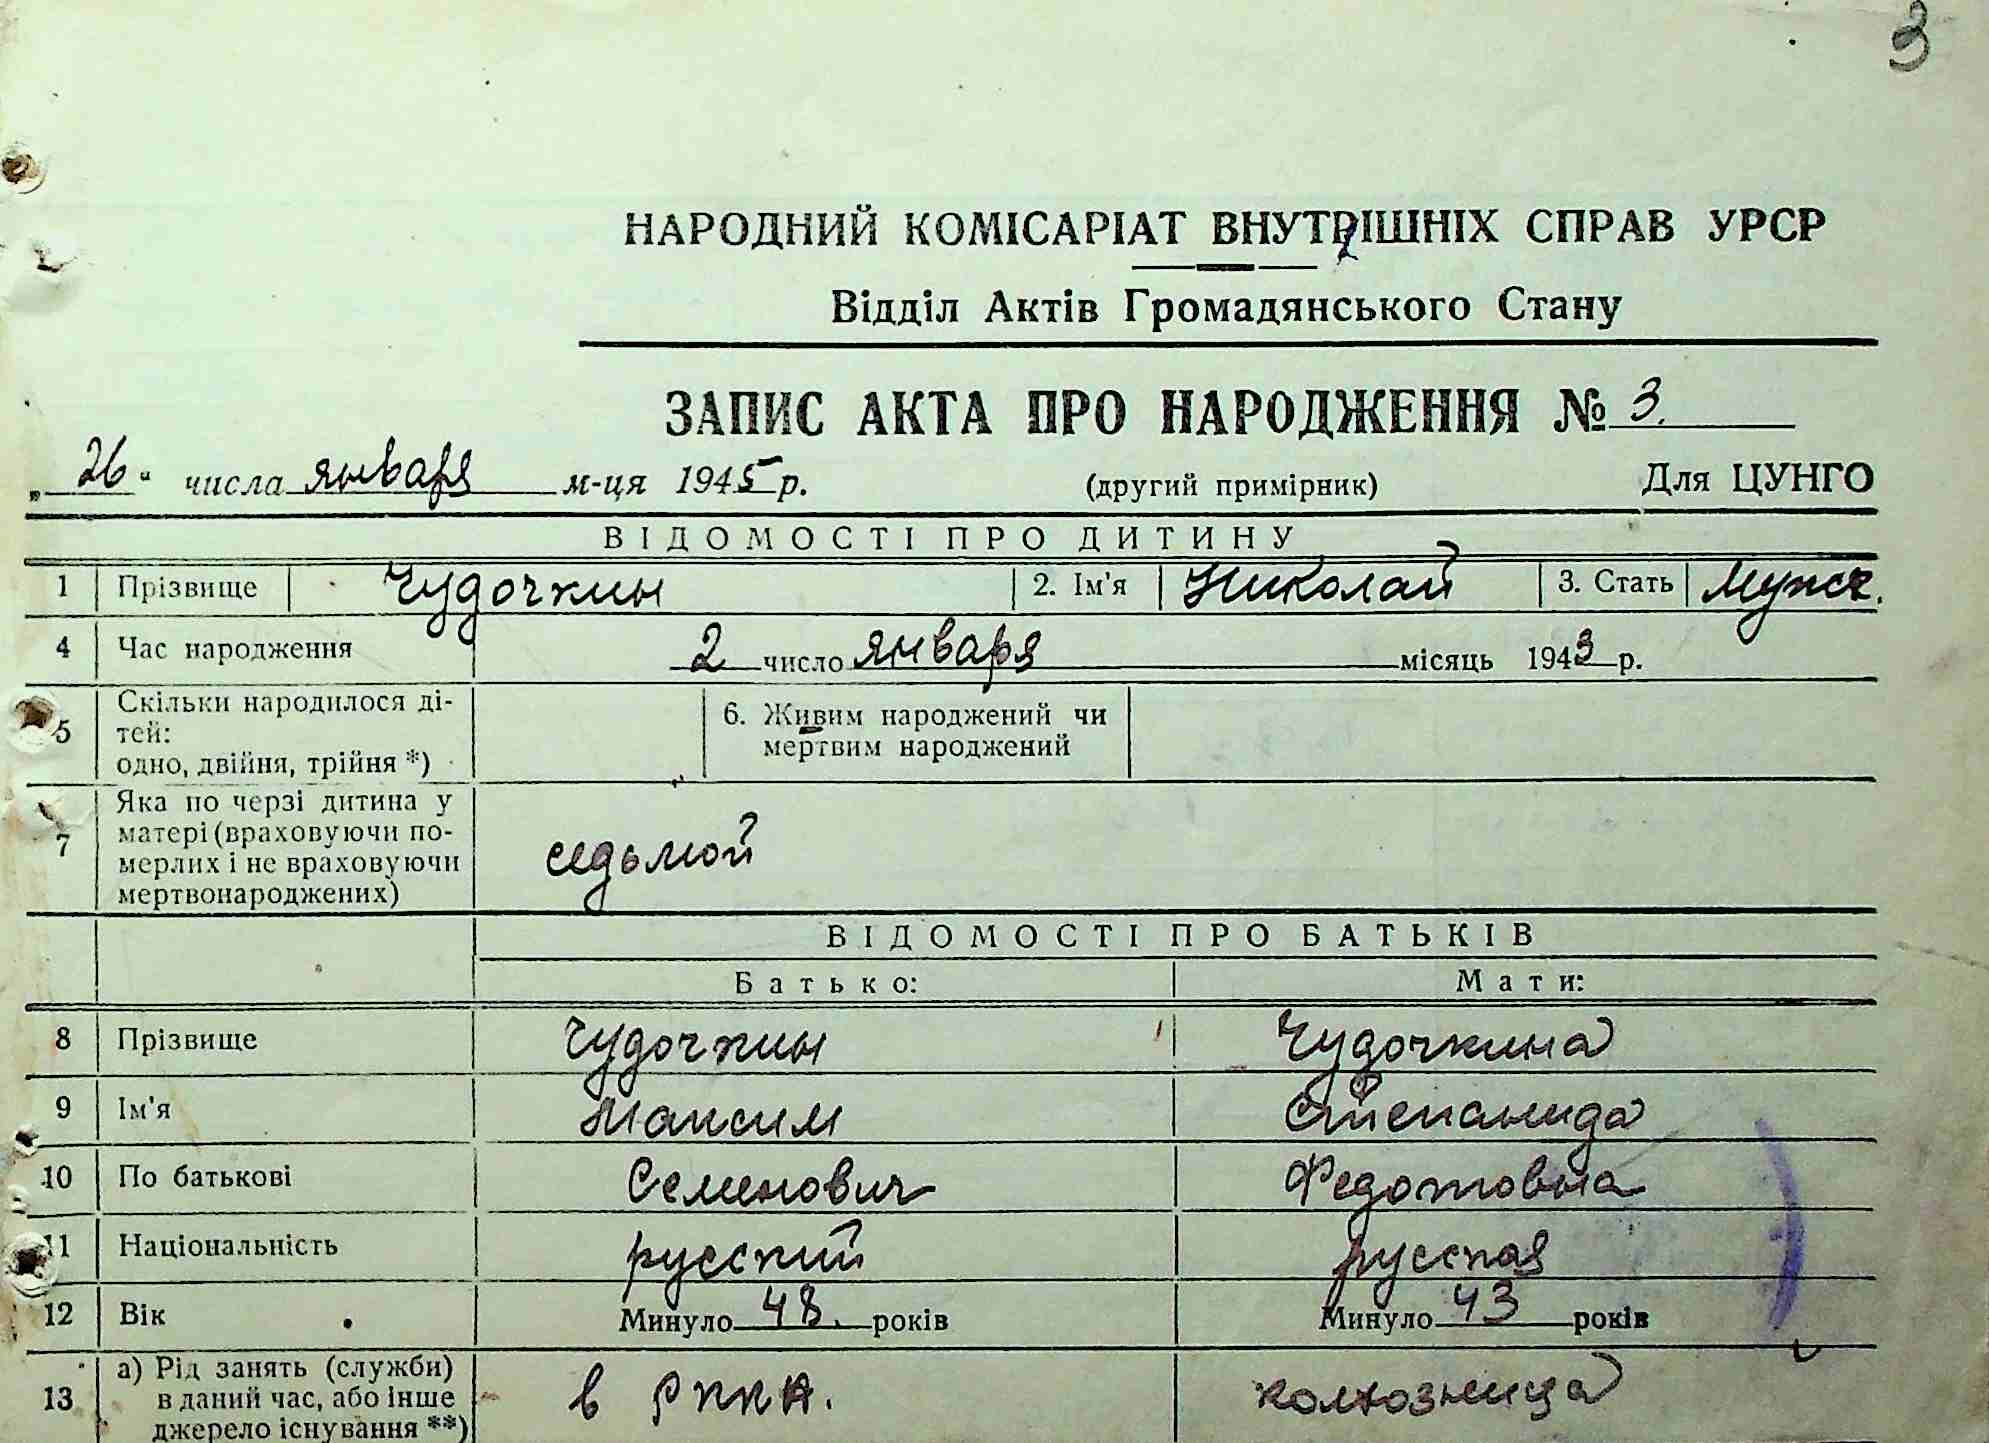 3
НАРОДНИЙ КОМІСАРІАТ ВНУТРІШНІХ СПРАВ УРСР
Відділ Актів Громадянського Стану
ЗАПИС АКТА ПРО НАРОДЖЕННЯ № 3.
„26“ числа января м-ця 1945 р. (другий примірник) Для ЦУНГО
ВІДОМОСТІ ПРО ДИТИНУ
1 Прізвище Чудочкин 2. Ім'я Николай 3. Стать Мужс.
4 Час народження 2 число января місяць 1943 р.
5 Скільки народилося ді-
тей:
одно, двійня, трійня *)
6. Живим народжений чи
мертвим народжений
7 Яка по черзі дитина у
матері (враховуючи по-
мерлих і не враховуючи
мертвонароджених)
седьмой
ВІДОМОСТІ ПРО БАТЬКІВ
Батько: Мати:
8 Прізвище Чудочкин Чудочкина
9 Ім'я Максим Степанида
10 По батькові Семенович Федотовна
11 Національність русский русская
12 Вік Минуло 48. років Минуло 43 років
13 а) Рід занять (служби)
в даний час, або інше
джерело існування **)
в РККА. колхозница